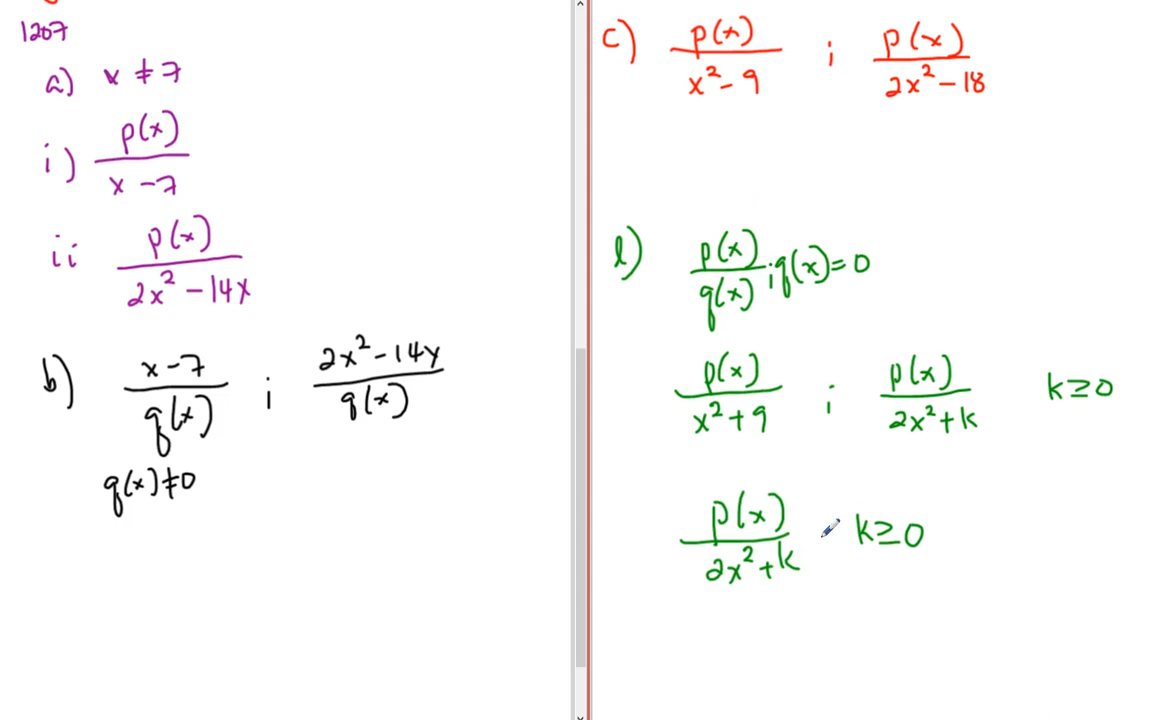 1207
a) x ≠ 7
i) p(x) / (x - 7)
ii p(x) / (2x² - 14x)
b) (x - 7) / q(x) ; (2x² - 14y) / q(x)
q(x) ≠ 0
c) p(x) / (x² - 9) ; p(x) / (2x² - 18)
l) p(x) / q(x) ; q(x) = 0
p(x) / (x² + 9) ; p(x) / (2x² + k) k ≥ 0
p(x) / (2x² + k) k ≥ 0